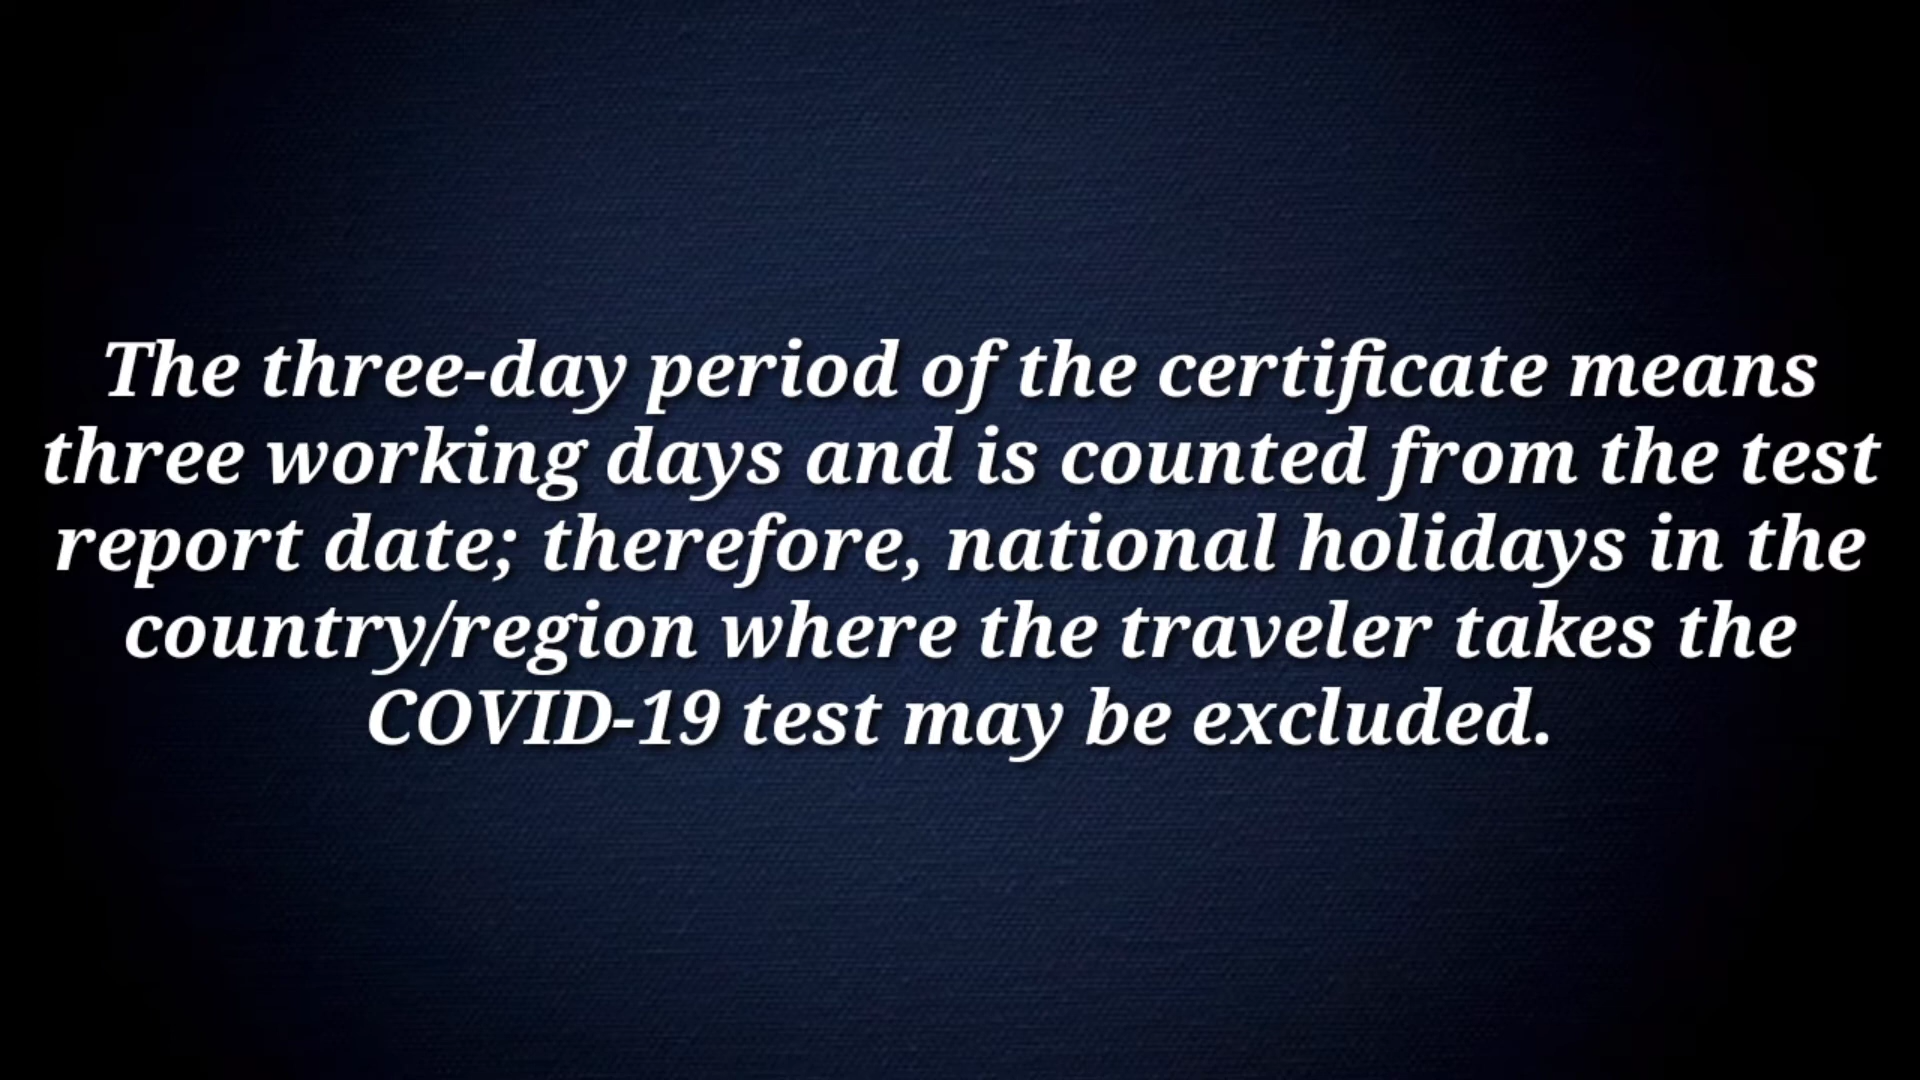 The three-day period of the certificate means
three working days and is counted from the test
report date; therefore, national holidays in the
country/region where the traveler takes the
COVID-19 test may be excluded.